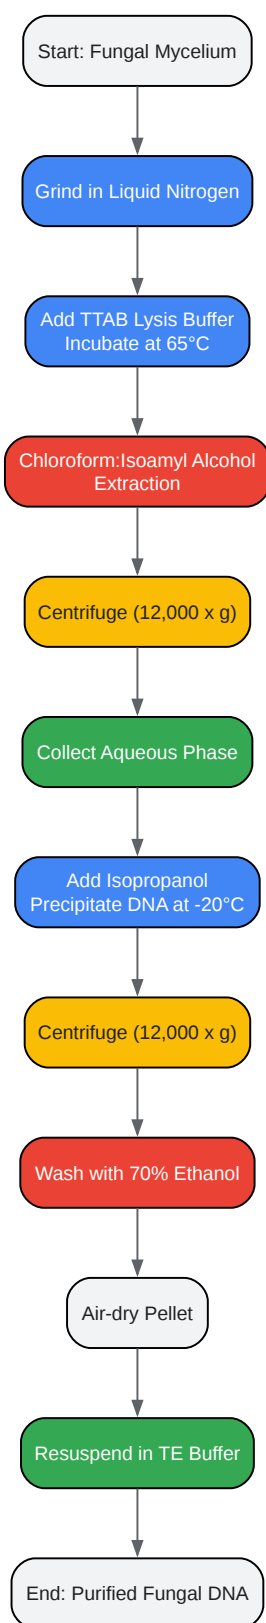 Start: Fungal Mycelium
Grind in Liquid Nitrogen
Add TTAB Lysis Buffer
Incubate at 65°C
Chloroform:Isoamyl Alcohol
Extraction
Centrifuge (12,000 x g)
Collect Aqueous Phase
Add Isopropanol
Precipitate DNA at -20°C
Centrifuge (12,000 x g)
Wash with 70% Ethanol
Air-dry Pellet
Resuspend in TE Buffer
End: Purified Fungal DNA